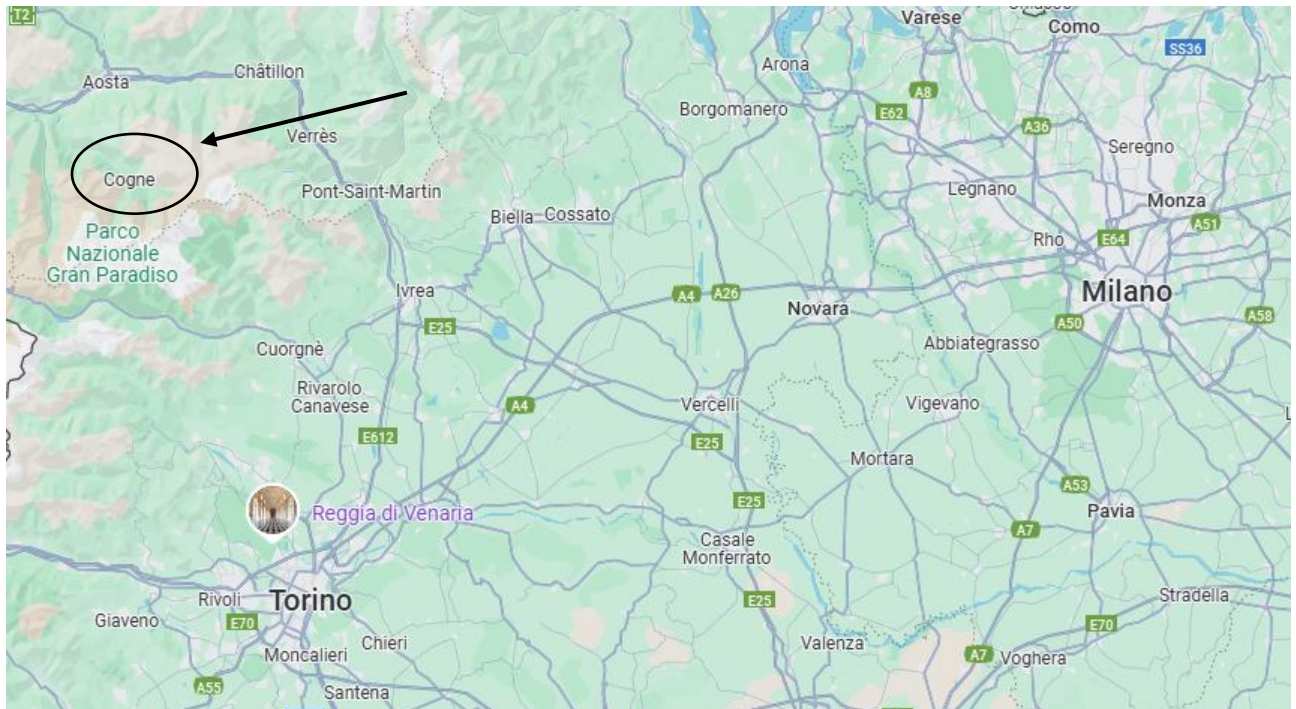 T2
Varese
Como
SS36
Aosta
Châtillon
Arona
A8
Borgomanero
E62
A36
Verrès
Seregno
Cogne
Pont-Saint-Martin
Legnano
Monza
Biella
Cossato
A51
Parco
Nazionale
Gran Paradiso
Rho
E64
Ivrea
A4
A26
Milano
Novara
E25
A50
A58
Cuorgnè
Abbiategrasso
Rivarolo
Canavese
A4
Vercelli
Vigevano
E612
E25
Mortara
A53
Reggia di Venaria
E25
Pavia
A7
Casale
Monferrato
Rivoli
Torino
E25
Stradella
Giaveno
E70
E70
Chieri
Valenza
Moncalieri
A7
Voghera
A55
Santena